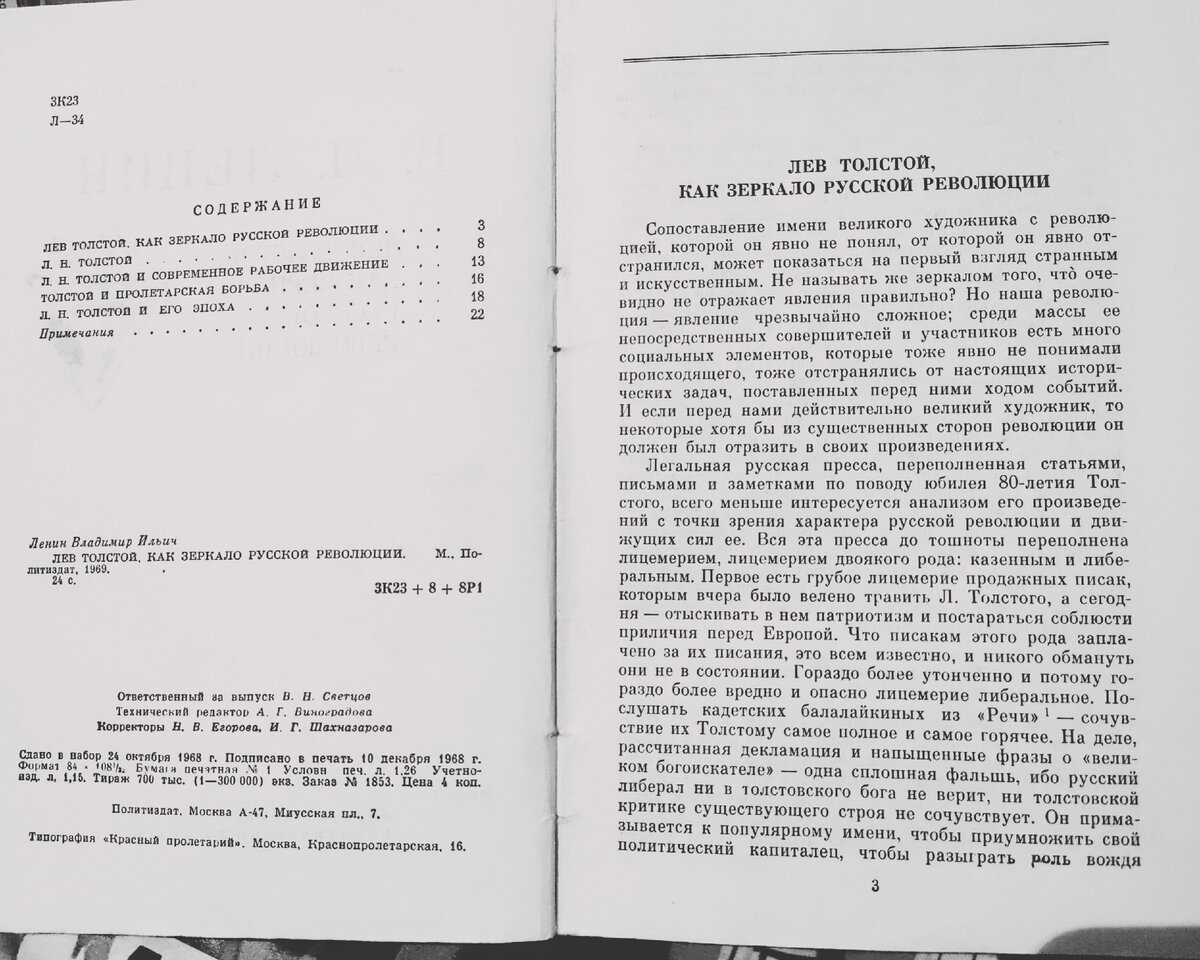 ЗК23
Л—34
СОДЕРЖАНИЕ
ЛЕВ ТОЛСТОЙ, КАК ЗЕРКАЛО РУССКОЙ РЕВОЛЮЦИИ . . . . 3
Л. Н. ТОЛСТОЙ . . . . . . . . . . . . . . . 8
Л. Н. ТОЛСТОЙ И СОВРЕМЕННОЕ РАБОЧЕЕ ДВИЖЕНИЕ . . . 13
ТОЛСТОЙ И ПРОЛЕТАРСКАЯ БОРЬБА . . . . . . . . . 16
Л. Н. ТОЛСТОЙ И ЕГО ЭПОХА . . . . . . . . . . . 18
Примечания . . . . . . . . . . . . . . . . . . 22
Ленин Владимир Ильич
ЛЕВ ТОЛСТОЙ, КАК ЗЕРКАЛО РУССКОЙ РЕВОЛЮЦИИ. М., По-
литиздат, 1969.
24 с.
3К23 + 8 + 8Р1
Ответственный за выпуск В. Н. Светцов
Технический редактор А. Г. Виноградова
Корректоры Н. В. Егорова, И. Г. Шахназарова
Сдано в набор 24 октября 1968 г. Подписано в печать 10 декабря 1968 г.
Формат 84 × 108¹/₃₂ Бумага печатная № 1 Условн печ. л. 1,26 Учетно-
изд. л, 1,15. Тираж 700 тыс. (1—300 000) экз. Заказ № 1853. Цена 4 коп.
Политиздат, Москва А-47, Миусская пл., 7.
Типография «Красный пролетарий». Москва, Краснопролетарская, 16.
ЛЕВ ТОЛСТОЙ,
КАК ЗЕРКАЛО РУССКОЙ РЕВОЛЮЦИИ
Сопоставление имени великого художника с револю-
цией, которой он явно не понял, от которой он явно от-
странился, может показаться на первый взгляд странным
и искусственным. Не называть же зеркалом того, что́ оче-
видно не отражает явления правильно? Но наша револю-
ция — явление чрезвычайно сложное; среди массы ее
непосредственных совершителей и участников есть много
социальных элементов, которые тоже явно не понимали
происходящего, тоже отстранялись от настоящих истори-
ческих задач, поставленных перед ними ходом событий.
И если перед нами действительно великий художник, то
некоторые хотя бы из существенных сторон революции он
должен был отразить в своих произведениях.
Легальная русская пресса, переполненная статьями,
письмами и заметками по поводу юбилея 80-летия Тол-
стого, всего меньше интересуется анализом его произведе-
ний с точки зрения характера русской революции и дви-
жущих сил ее. Вся эта пресса до тошноты переполнена
лицемерием, лицемерием двоякого рода: казенным и либе-
ральным. Первое есть грубое лицемерие продажных писак,
которым вчера было велено травить Л. Толстого, а сегод-
ня — отыскивать в нем патриотизм и постараться соблюсти
приличия перед Европой. Что писакам этого рода запла-
чено за их писания, это всем известно, и никого обмануть
они не в состоянии. Гораздо более утонченно и потому го-
раздо более вредно и опасно лицемерие либеральное. По-
слушать кадетских балалайкиных из «Речи» ¹ — сочув-
ствие их Толстому самое полное и самое горячее. На деле,
рассчитанная декламация и напыщенные фразы о «вели-
ком богоискателе» — одна сплошная фальшь, ибо русский
либерал ни в толстовского бога не верит, ни толстовской
критике существующего строя не сочувствует. Он прима-
зывается к популярному имени, чтобы приумножить свой
политический капиталец, чтобы разыграть роль вождя
3